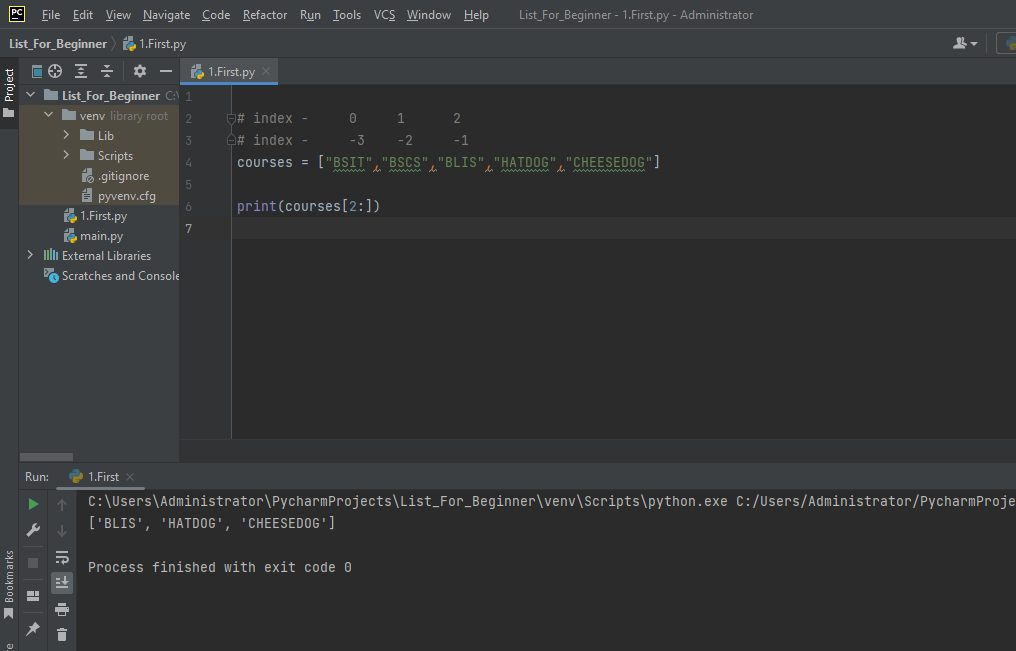 PC File Edit View Navigate Code Refactor Run Tools VCS Window Help List_For_Beginner - 1.First.py - Administrator
List_For_Beginner 1.First.py
Project
1.First.py
List_For_Beginner C:\
venv library root
Lib
Scripts
.gitignore
pyvenv.cfg
1.First.py
main.py
External Libraries
Scratches and Console
1
2 # index - 0 1 2
3 # index - -3 -2 -1
4 courses = ["BSIT","BSCS","BLIS","HATDOG","CHEESEDOG"]
5
6 print(courses[2:])
7
Run: 1.First
C:\Users\Administrator\PycharmProjects\List_For_Beginner\venv\Scripts\python.exe C:/Users/Administrator/PycharmProje
['BLIS', 'HATDOG', 'CHEESEDOG']
Process finished with exit code 0
Bookmarks